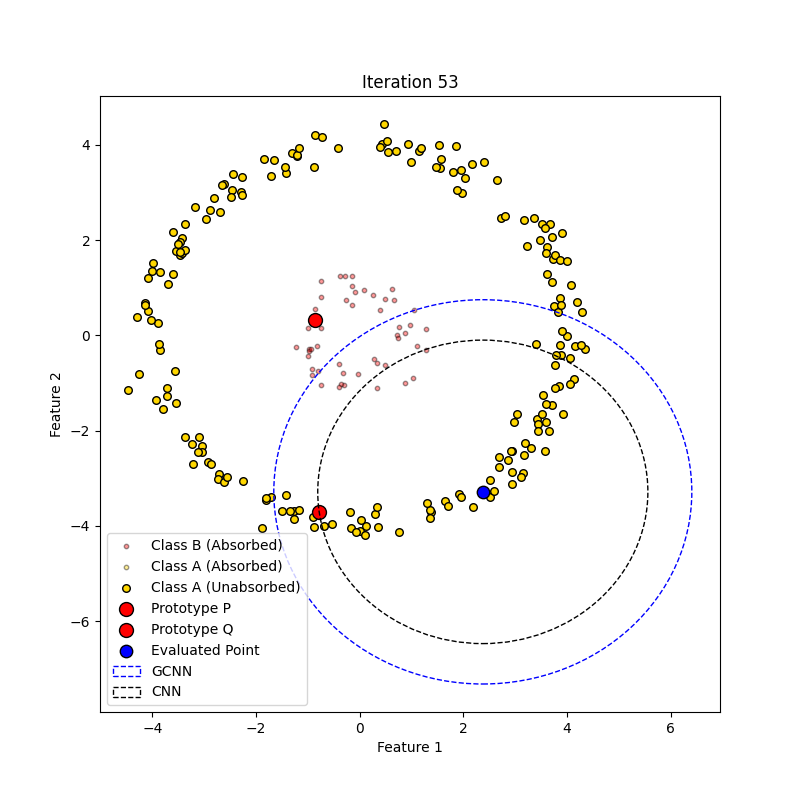 Iteration 53
4
2
0
−2
−4
−6
Feature 2
Class B (Absorbed)
Class A (Absorbed)
Class A (Unabsorbed)
Prototype P
Prototype Q
Evaluated Point
GCNN
CNN
−4 −2 0 2 4 6
Feature 1